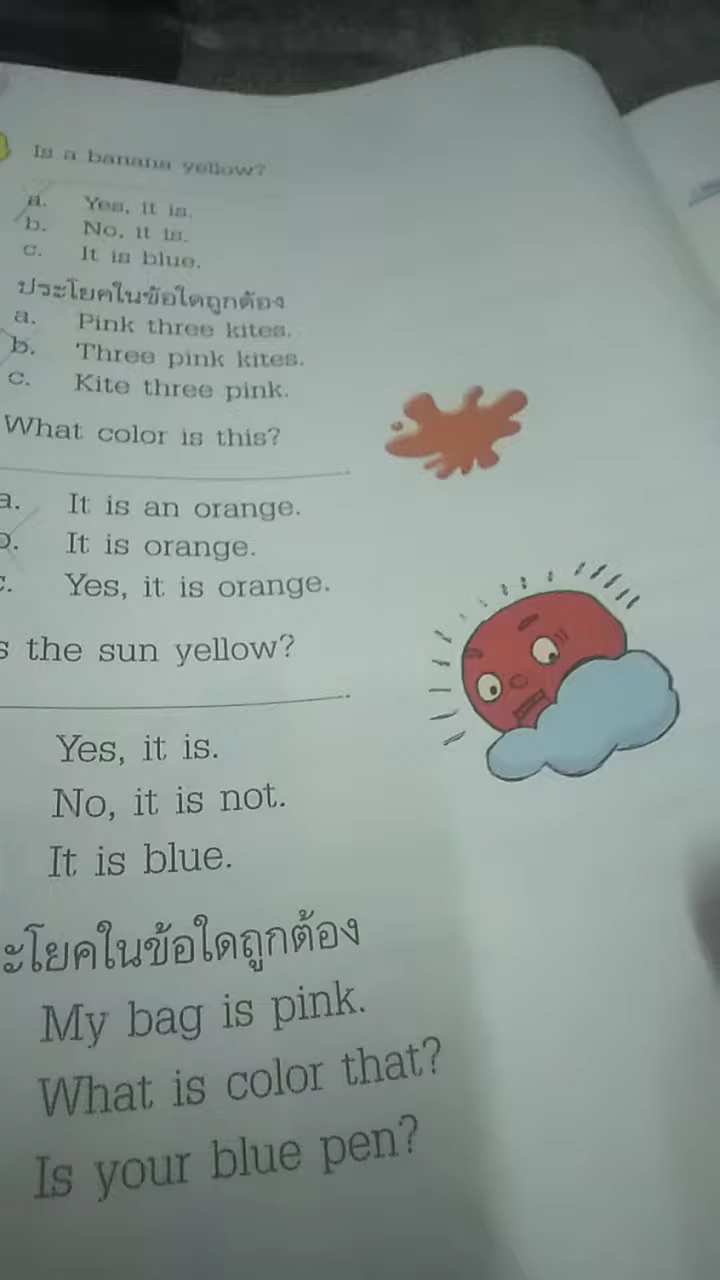 Is a banana yellow?
a. Yes, it is.
b. No, it is.
c. It is blue.
ประโยคในข้อใดถูกต้อง
a. Pink three kites.
b. Three pink kites.
c. Kite three pink.
What color is this?
a. It is an orange.
b. It is orange.
c. Yes, it is orange.
s the sun yellow?
Yes, it is.
No, it is not.
It is blue.
ะโยคในข้อใดถูกต้อง
My bag is pink.
What is color that?
Is your blue pen?